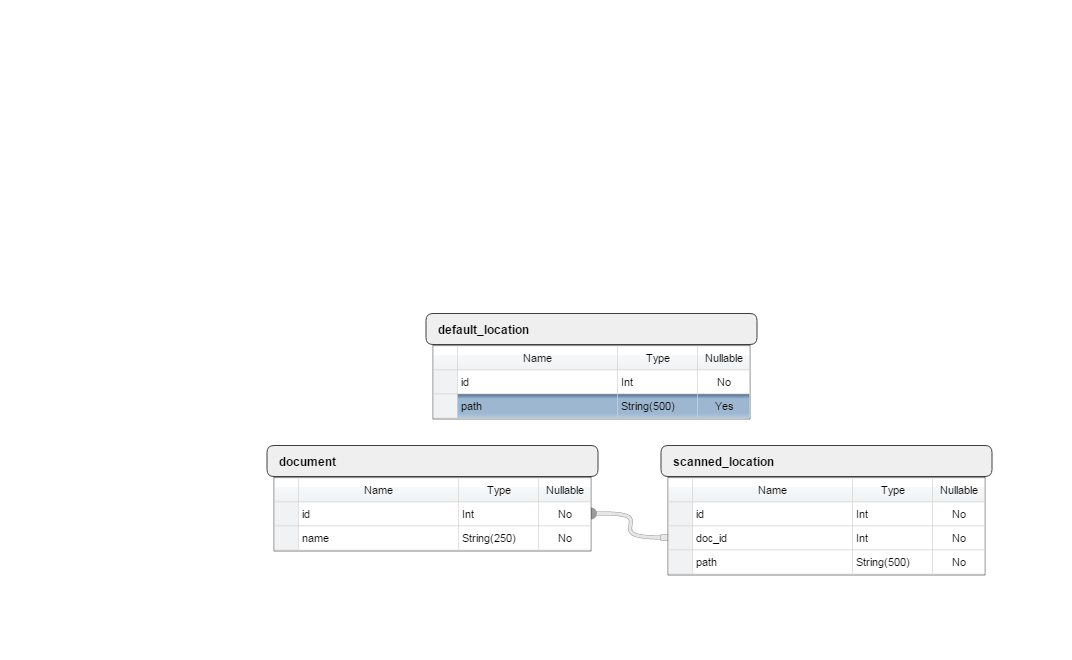 default_location
Name Type Nullable
id Int No
path String(500) Yes
document
Name Type Nullable
id Int No
name String(250) No
scanned_location
Name Type Nullable
id Int No
doc_id Int No
path String(500) No